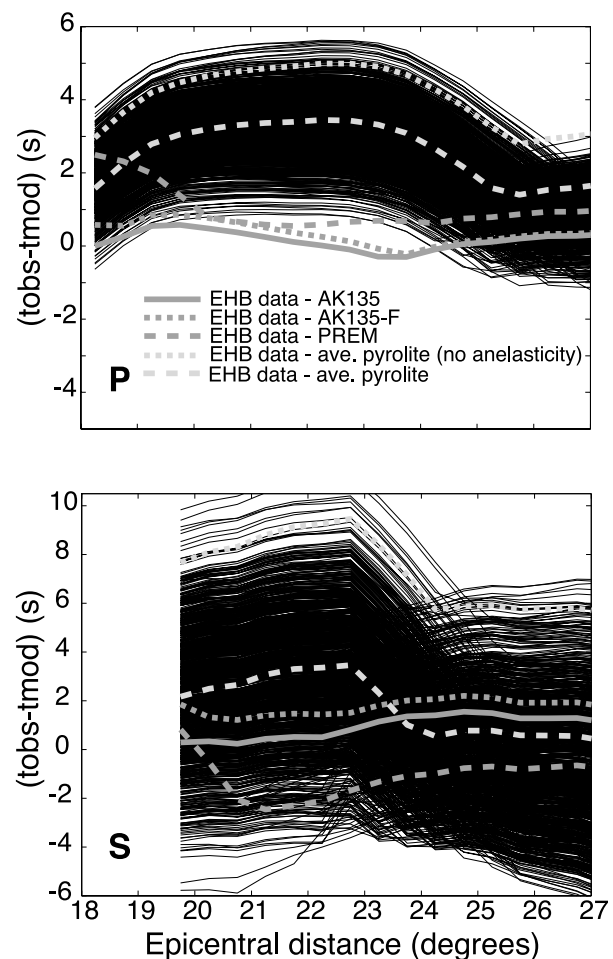 6
4
2
0
-2
-4
(tobs-tmod) (s)
EHB data - AK135
EHB data - AK135-F
EHB data - PREM
EHB data - ave. pyrolite (no anelasticity)
EHB data - ave. pyrolite
P
10
8
6
4
2
0
-2
-4
-6
(tobs-tmod) (s)
S
18 19 20 21 22 23 24 25 26 27
Epicentral distance (degrees)